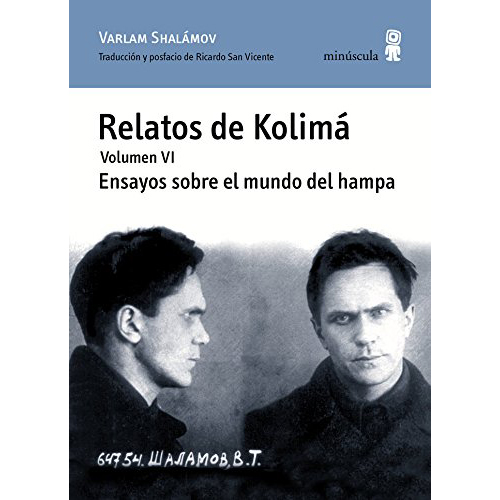 VARLAM SHALÁMOV
Traducción y posfacio de Ricardo San Vicente
minúscula
Relatos de Kolimá
Volumen VI
Ensayos sobre el mundo del hampa
64754. ШАЛАМОВ, В.Т.